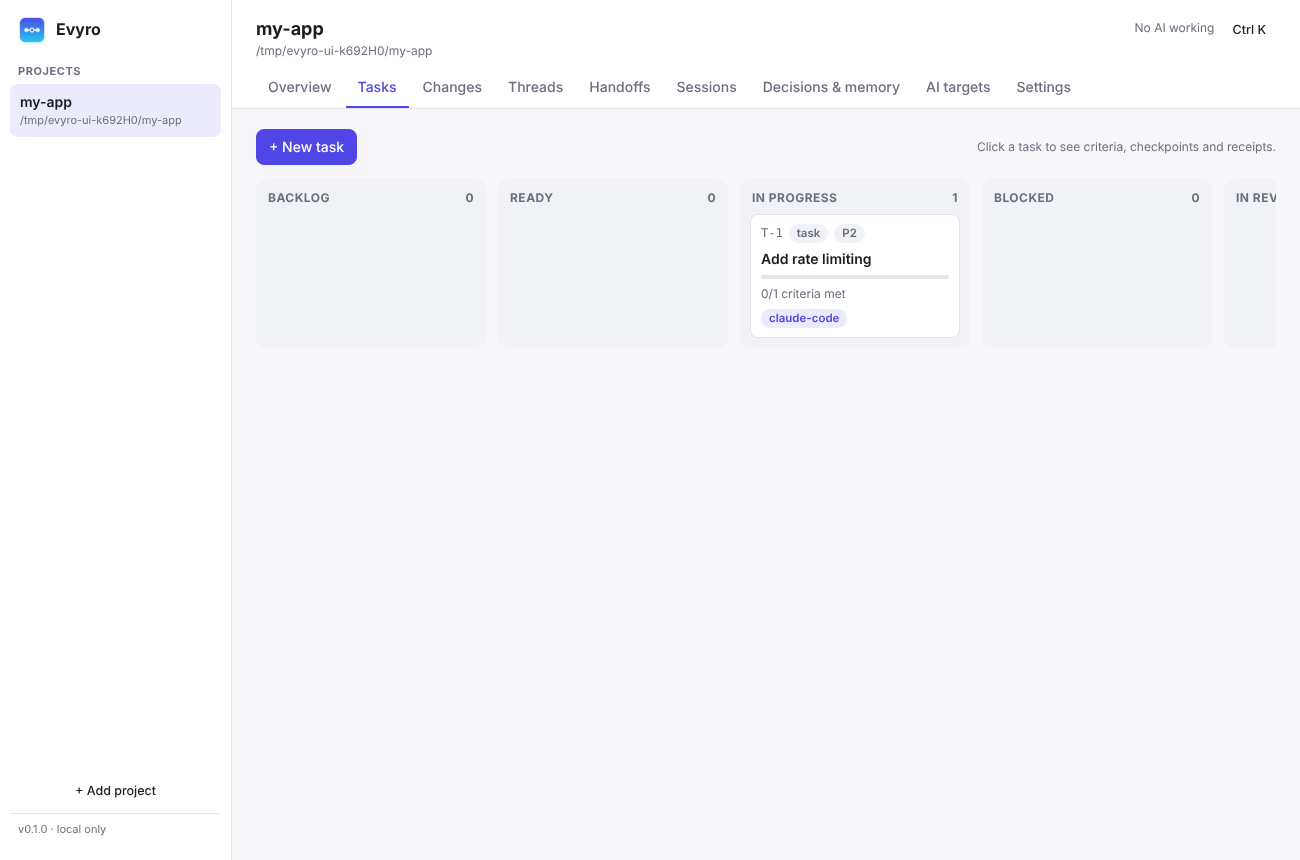 Evyro
PROJECTS
my-app
/tmp/evyro-ui-k692H0/my-app
+ Add project
v0.1.0 · local only
my-app
/tmp/evyro-ui-k692H0/my-app
No AI working
Ctrl K
Overview
Tasks
Changes
Threads
Handoffs
Sessions
Decisions & memory
AI targets
Settings
+ New task
Click a task to see criteria, checkpoints and receipts.
BACKLOG 0
READY 0
IN PROGRESS 1
T-1 task P2
Add rate limiting
0/1 criteria met
claude-code
BLOCKED 0
IN REV